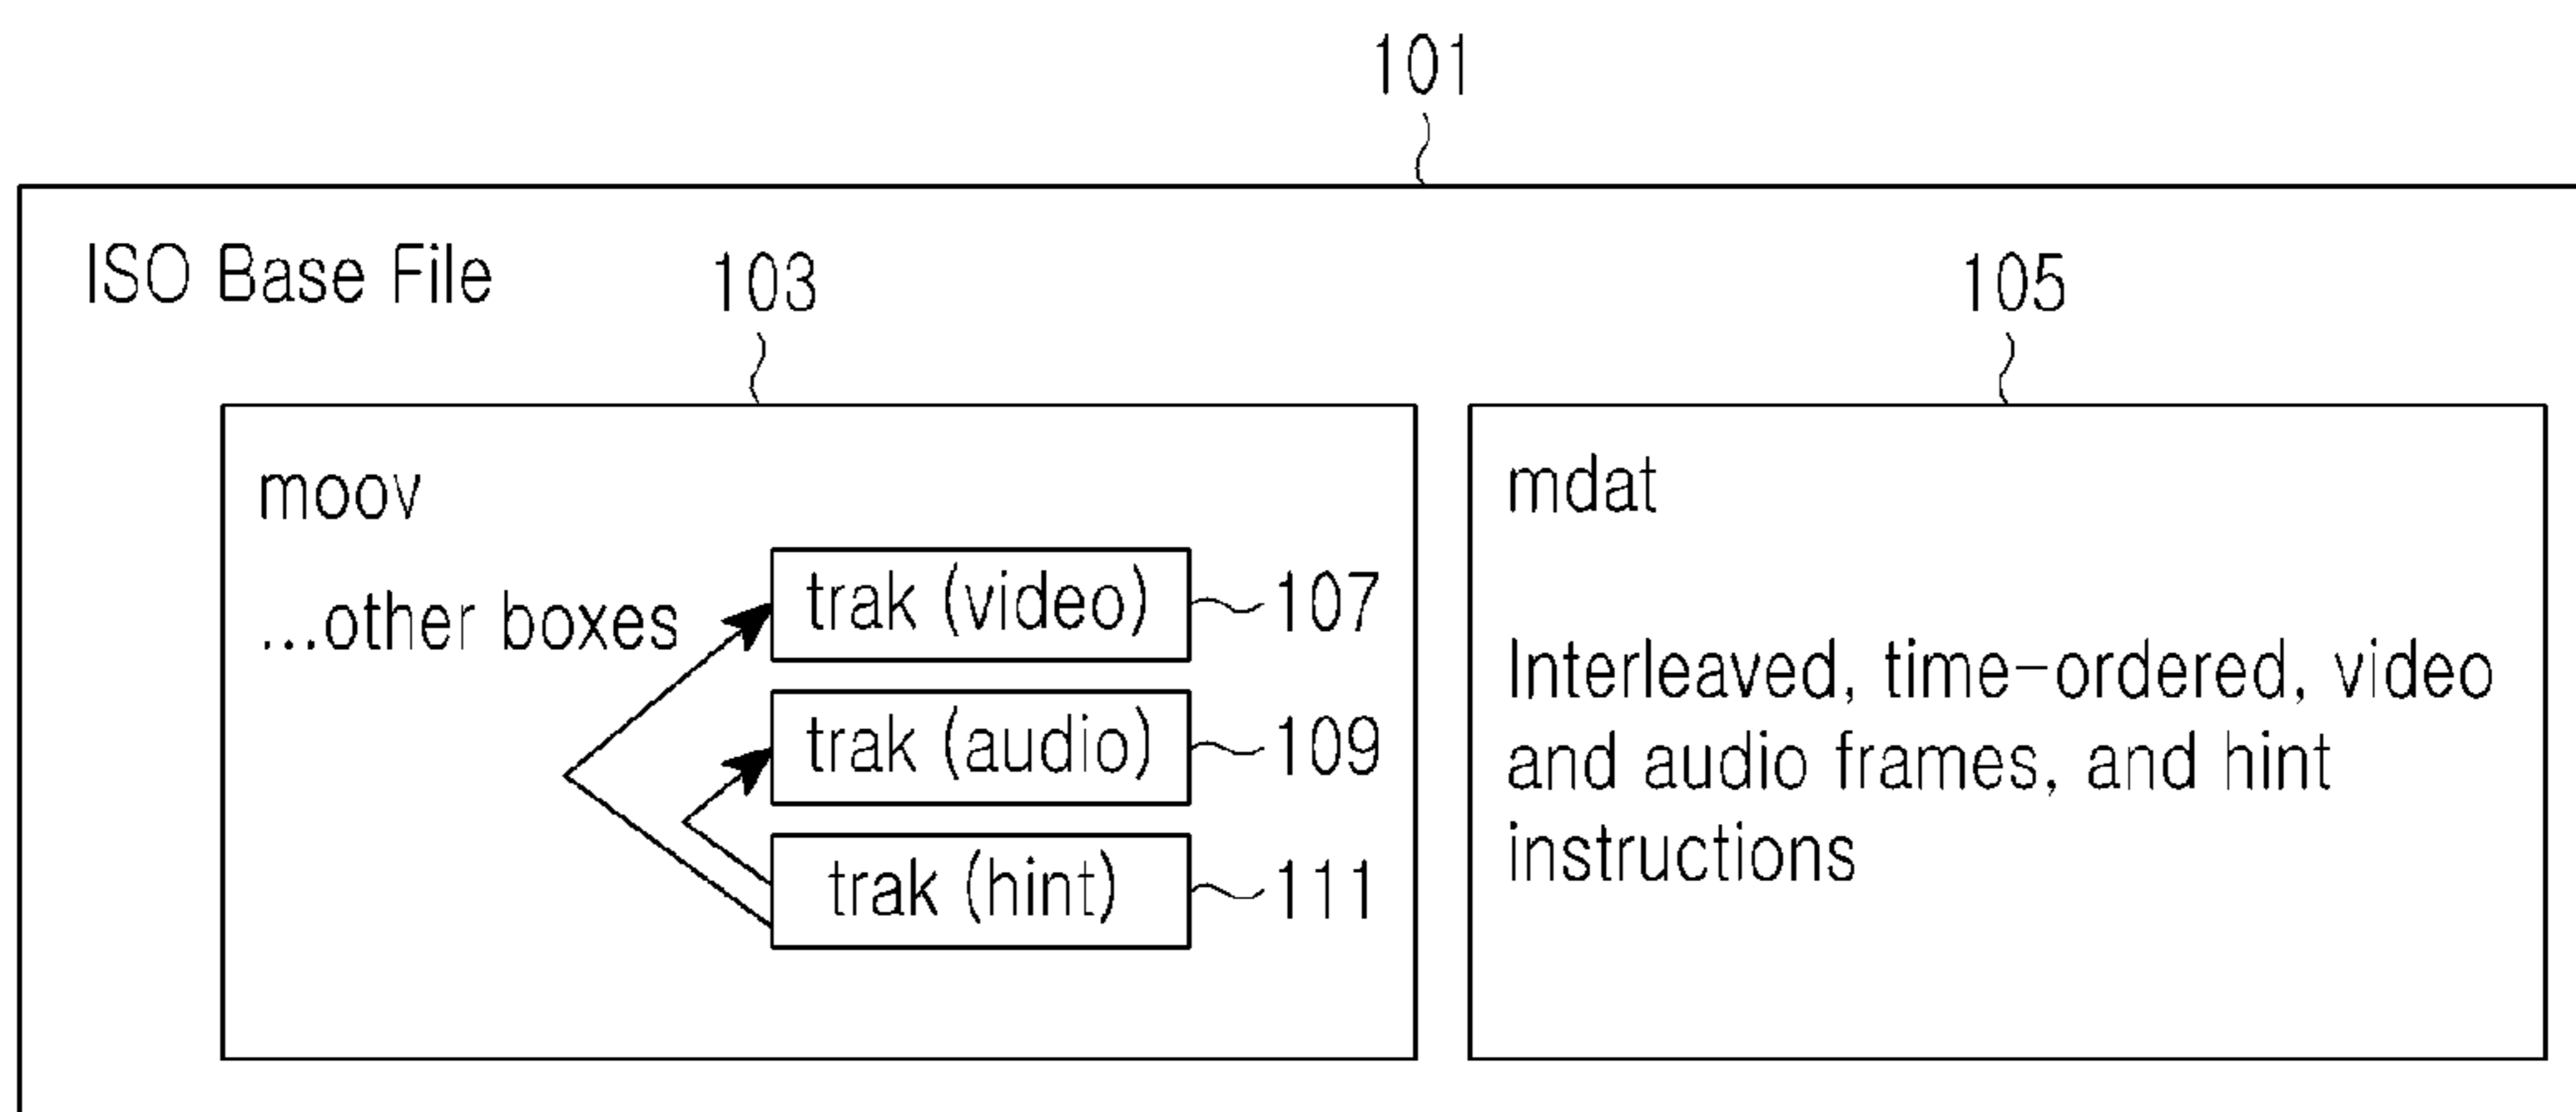 101
ISO Base File
103
105
moov
...other boxes
trak (video)
107
trak (audio)
109
trak (hint)
111
mdat
Interleaved, time-ordered, video
and audio frames, and hint
instructions